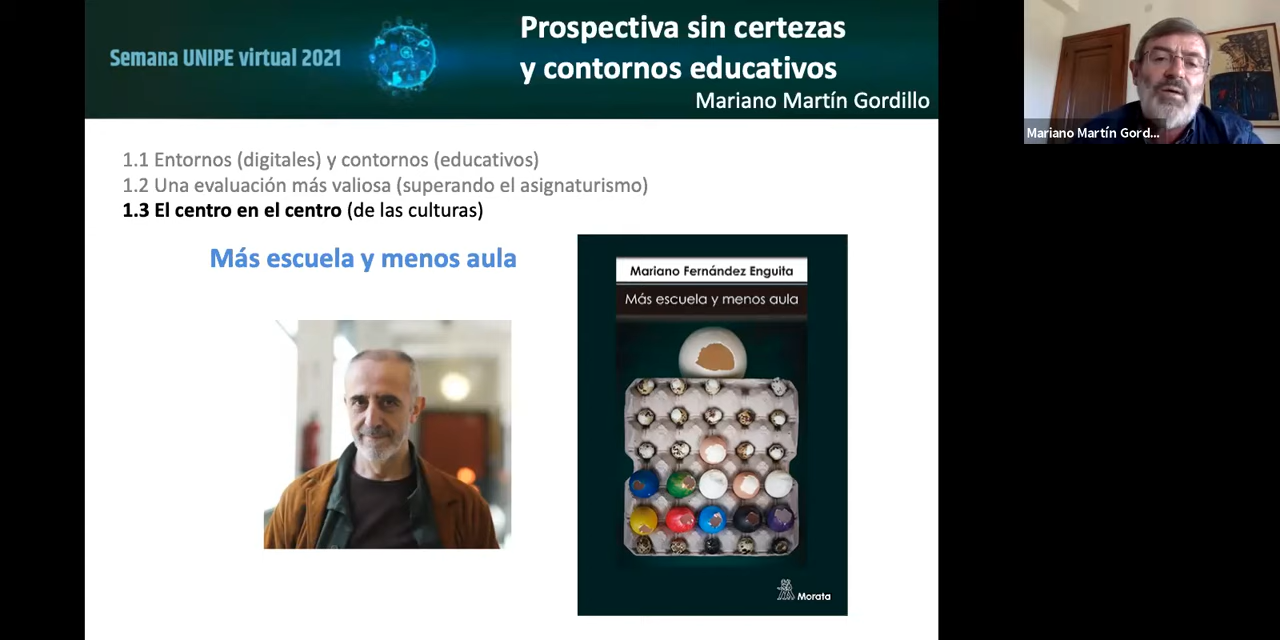 Semana UNIPE virtual 2021
Prospectiva sin certezas
y contornos educativos
Mariano Martín Gordillo
Mariano Martín Gord...
1.1 Entornos (digitales) y contornos (educativos)
1.2 Una evaluación más valiosa (superando el asignaturismo)
1.3 El centro en el centro (de las culturas)
Más escuela y menos aula
Mariano Fernández Enguita
Más escuela y menos aula
Morata